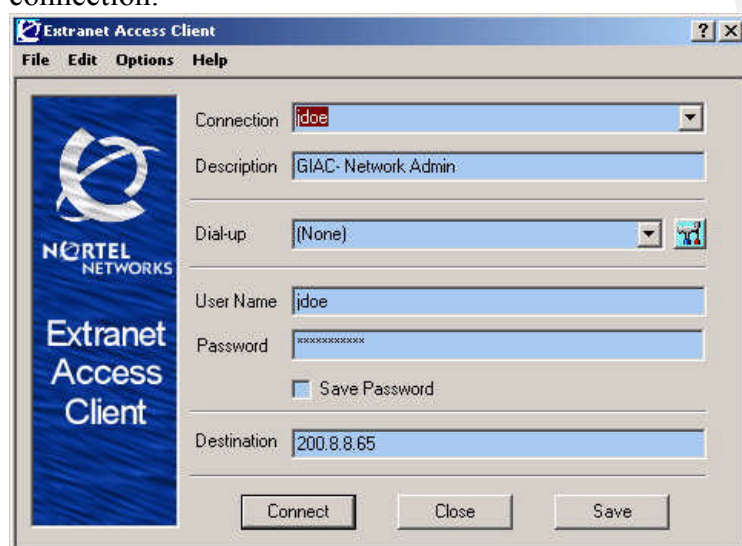 connection.
Extranet Access Client
File Edit Options Help
Connection jdoe
Description GIAC- Network Admin
Dial-up (None)
NORTEL
NETWORKS
User Name jdoe
Extranet
Access
Client
Password ***********
Save Password
Destination 200.8.8.65
Connect Close Save